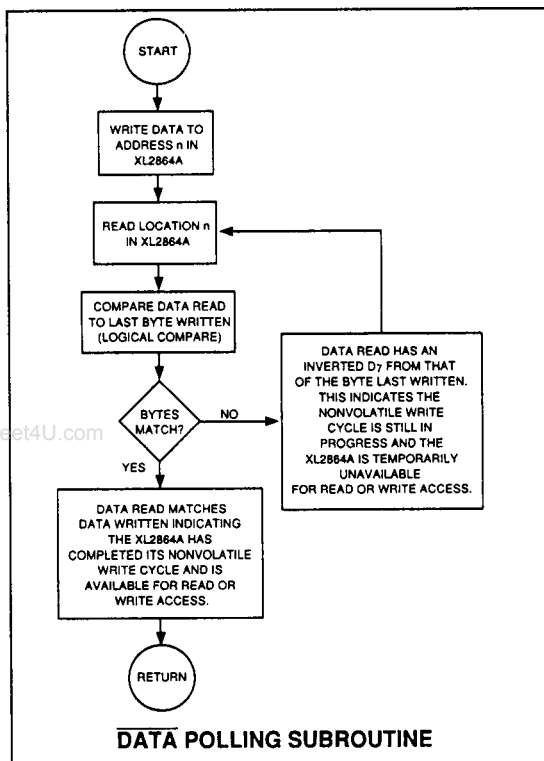 START
WRITE DATA TO
ADDRESS n IN
XL2864A
READ LOCATION n
IN XL2864A
COMPARE DATA READ
TO LAST BYTE WRITTEN
(LOGICAL COMPARE)
BYTES
MATCH?
NO
DATA READ HAS AN
INVERTED D7 FROM THAT
OF THE BYTE LAST WRITTEN.
THIS INDICATES THE
NONVOLATILE WRITE
CYCLE IS STILL IN
PROGRESS AND THE
XL2864A IS TEMPORARILY
UNAVAILABLE
FOR READ OR WRITE ACCESS.
eet4U.com
YES
DATA READ MATCHES
DATA WRITTEN INDICATING
THE XL2864A HAS
COMPLETED ITS NONVOLATILE
WRITE CYCLE AND IS
AVAILABLE FOR READ OR
WRITE ACCESS.
RETURN
DATA POLLING SUBROUTINE